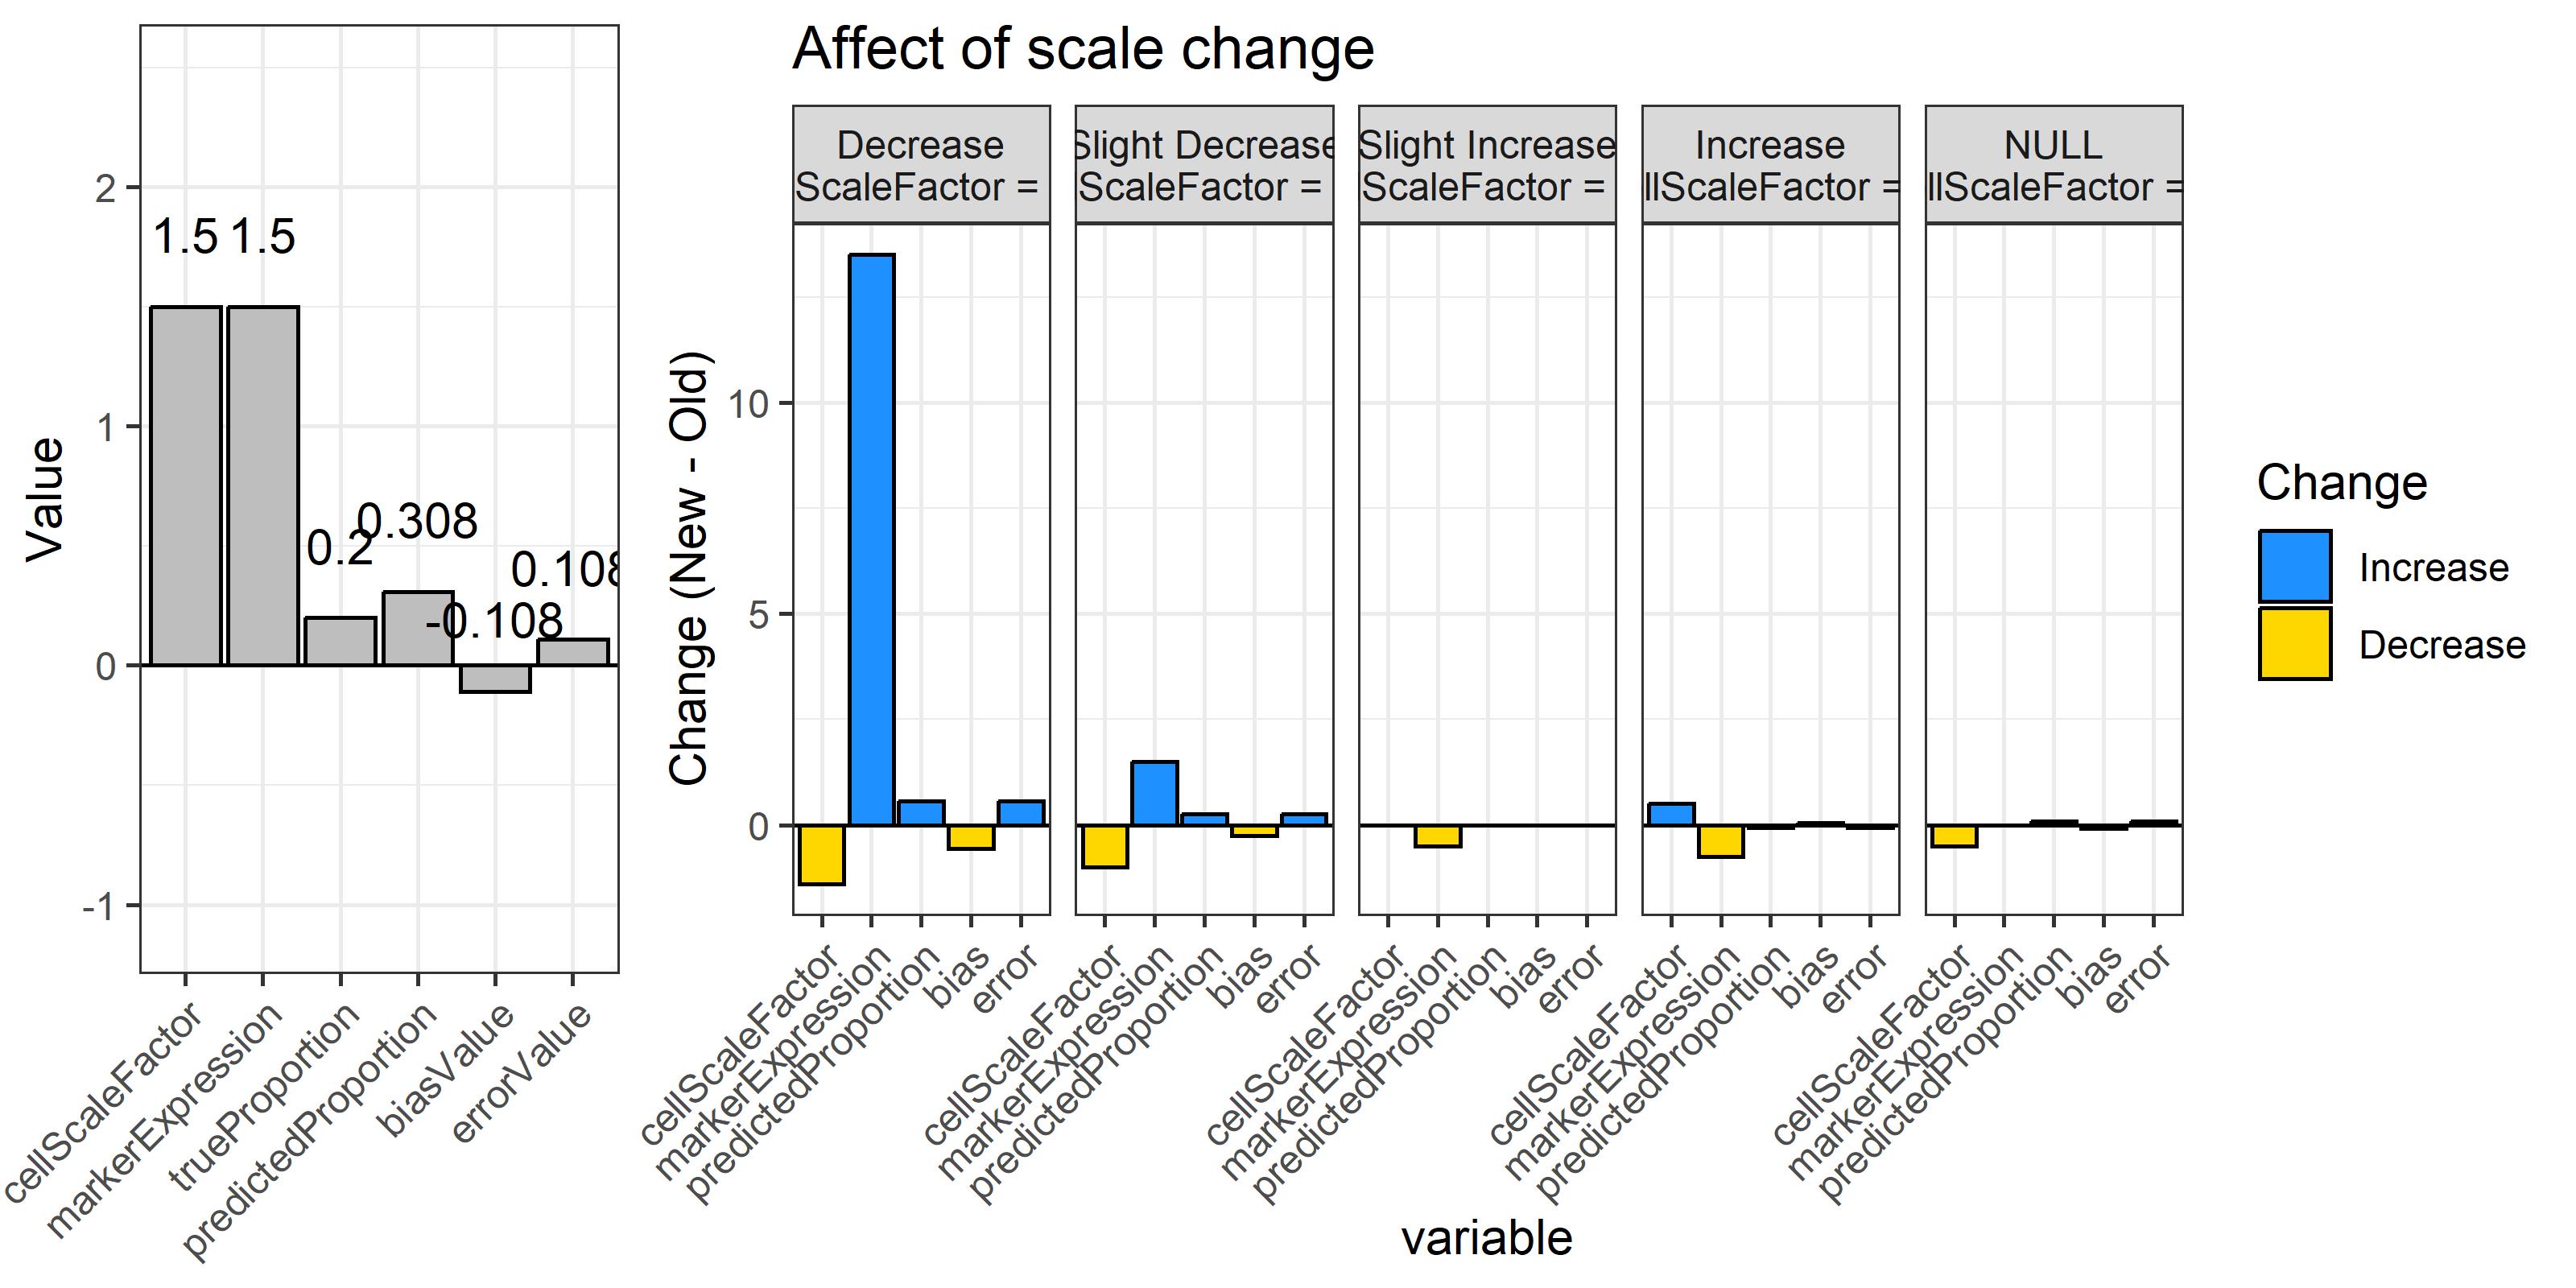 Value
2
1
0
-1
1.5
1.5
0.2
0.308
-0.108
0.108
cellScaleFactor
markerExpression
trueProportion
predictedProportion
biasValue
errorValue
Affect of scale change
Change (New - Old)
10
5
0
Decrease
ScaleFactor =
Slight Decrease
ScaleFactor =
Slight Increase
ScaleFactor =
Increase
llScaleFactor =
NULL
llScaleFactor =
cellScaleFactor
markerExpression
predictedProportion
bias
error
cellScaleFactor
markerExpression
predictedProportion
bias
error
cellScaleFactor
markerExpression
predictedProportion
bias
error
cellScaleFactor
markerExpression
predictedProportion
bias
error
cellScaleFactor
markerExpression
predictedProportion
bias
error
variable
Change
Increase
Decrease